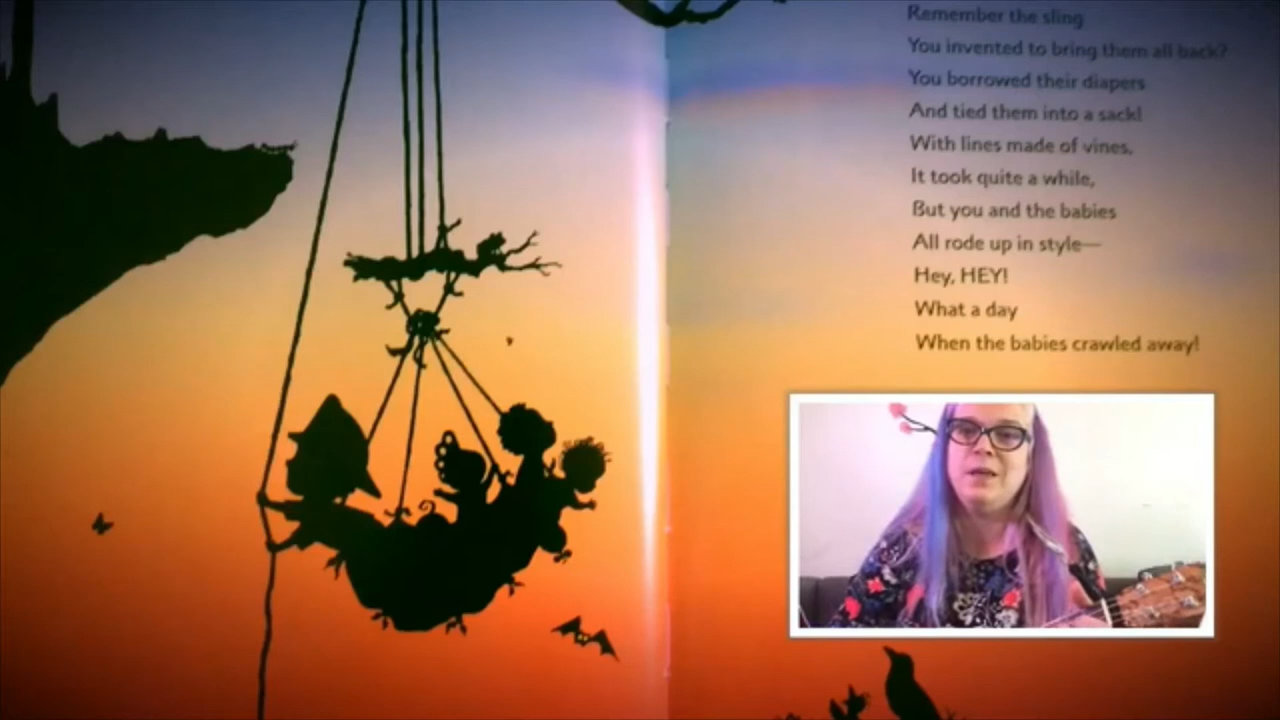 Remember the sling
You invented to bring them all back?
You borrowed their diapers
And tied them into a sack!
With lines made of vines,
It took quite a while,
But you and the babies
All rode up in style—
Hey, HEY!
What a day
When the babies crawled away!